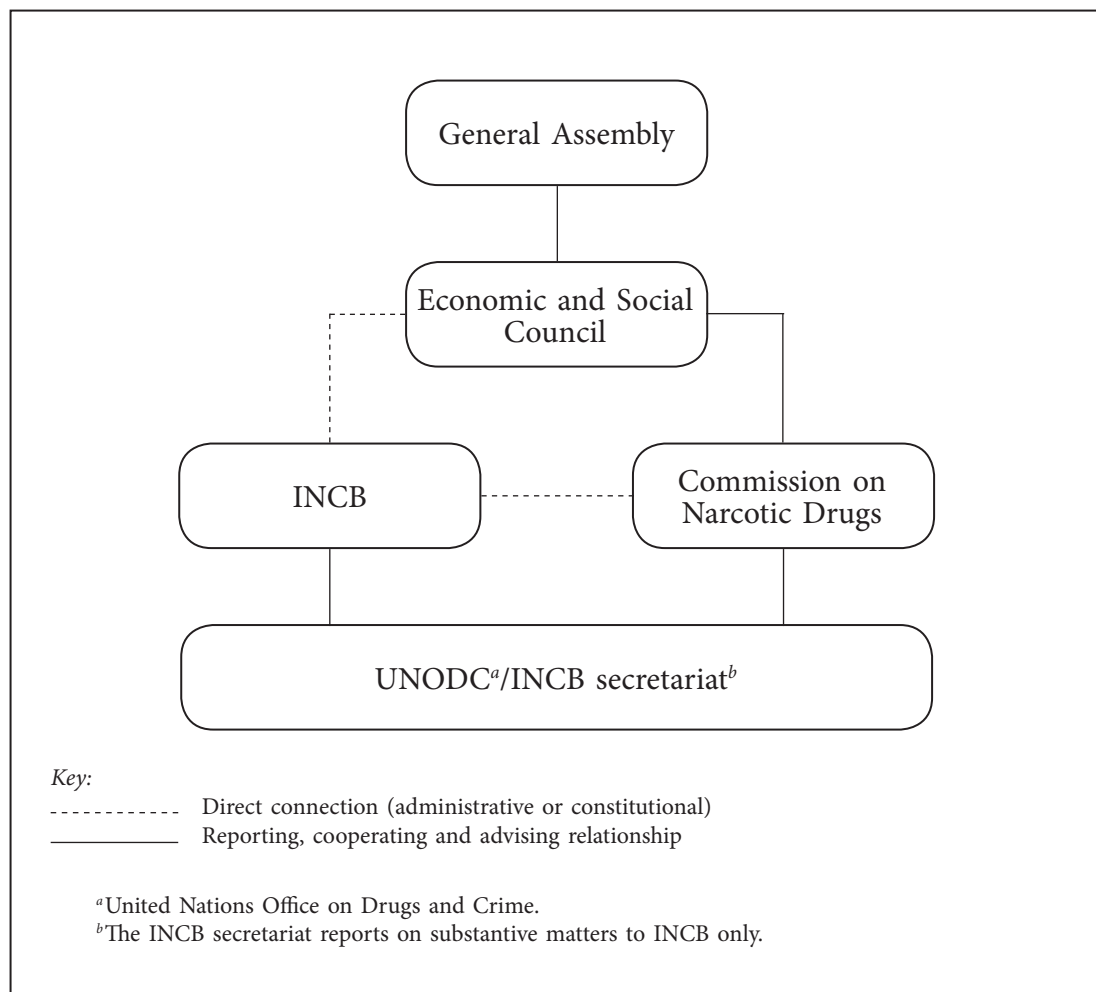 General Assembly
Economic and Social
Council
INCB
Commission on
Narcotic Drugs
UNODCᵃ/INCB secretariatᵇ
Key:
Direct connection (administrative or constitutional)
Reporting, cooperating and advising relationship
ᵃUnited Nations Office on Drugs and Crime.
ᵇThe INCB secretariat reports on substantive matters to INCB only.